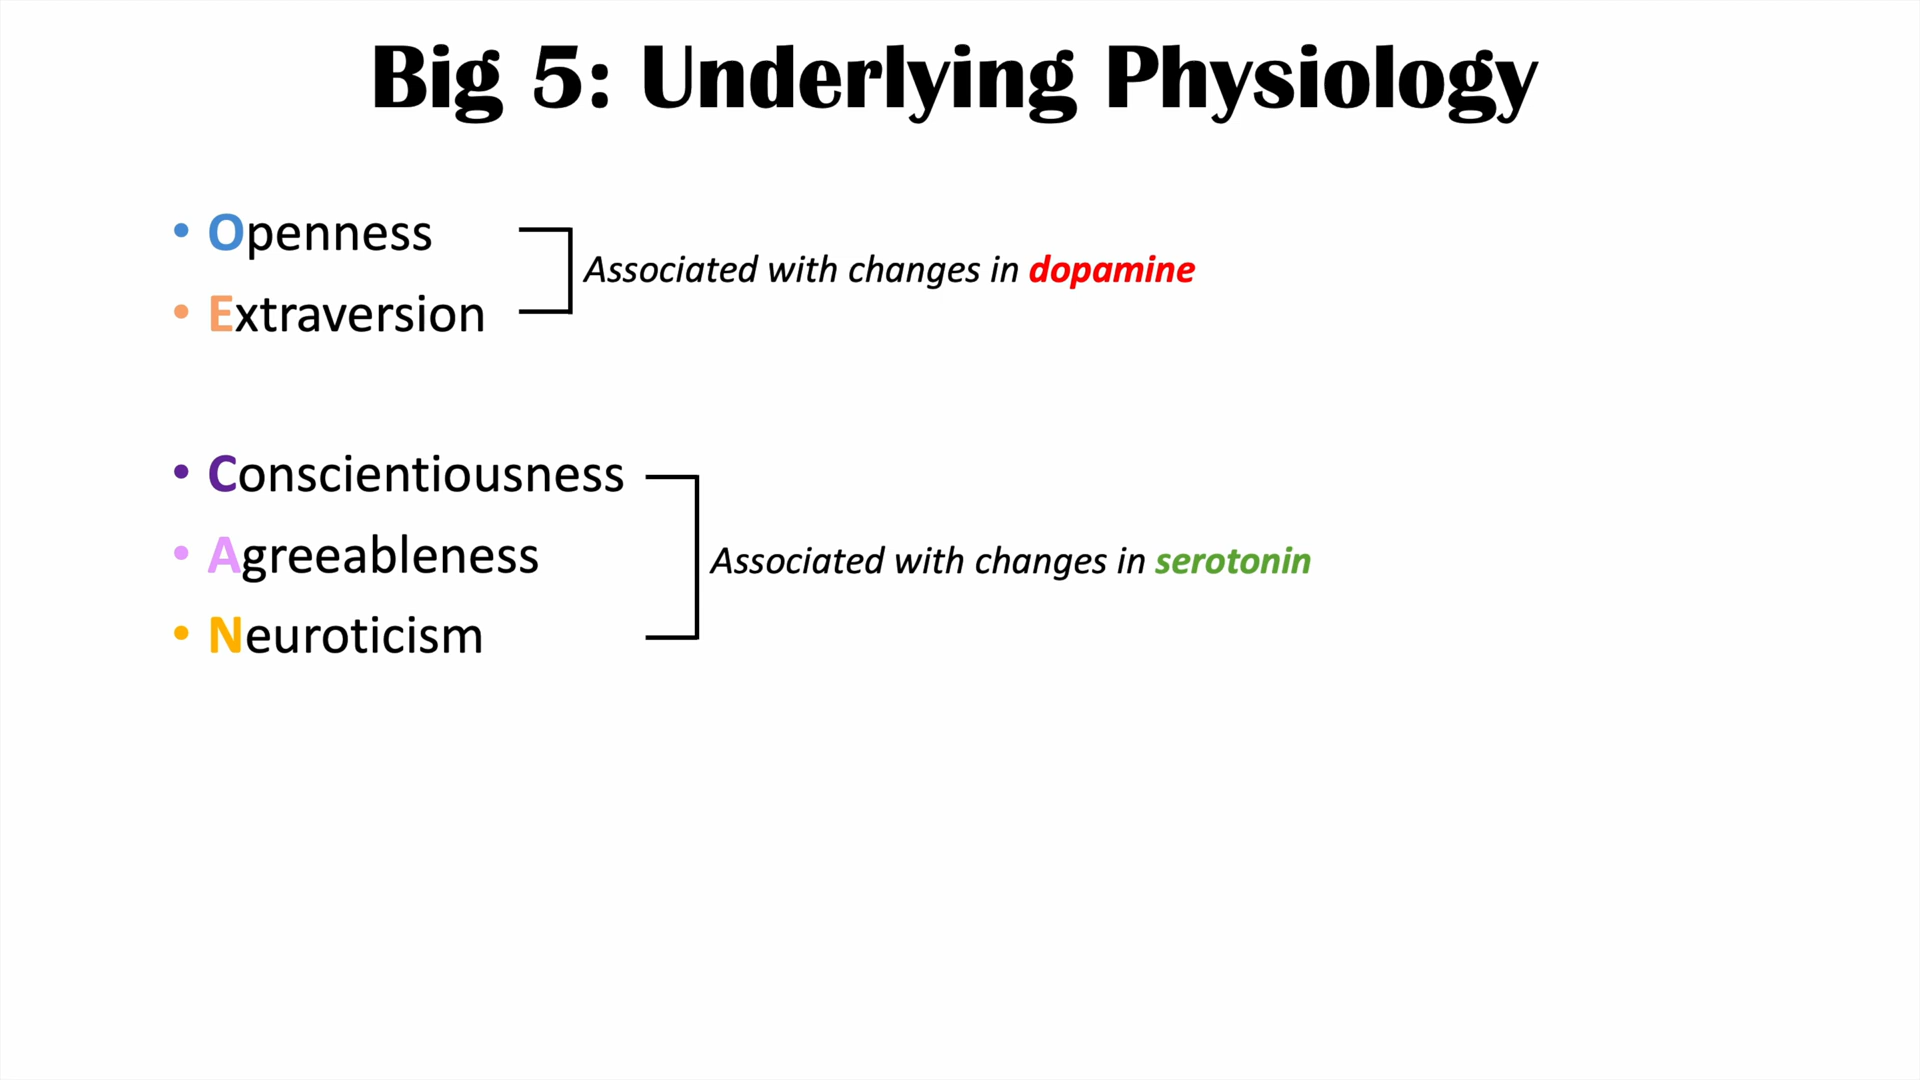 Big 5: Underlying Physiology
• Openness
Associated with changes in dopamine
• Extraversion
• Conscientiousness
• Agreeableness
Associated with changes in serotonin
• Neuroticism